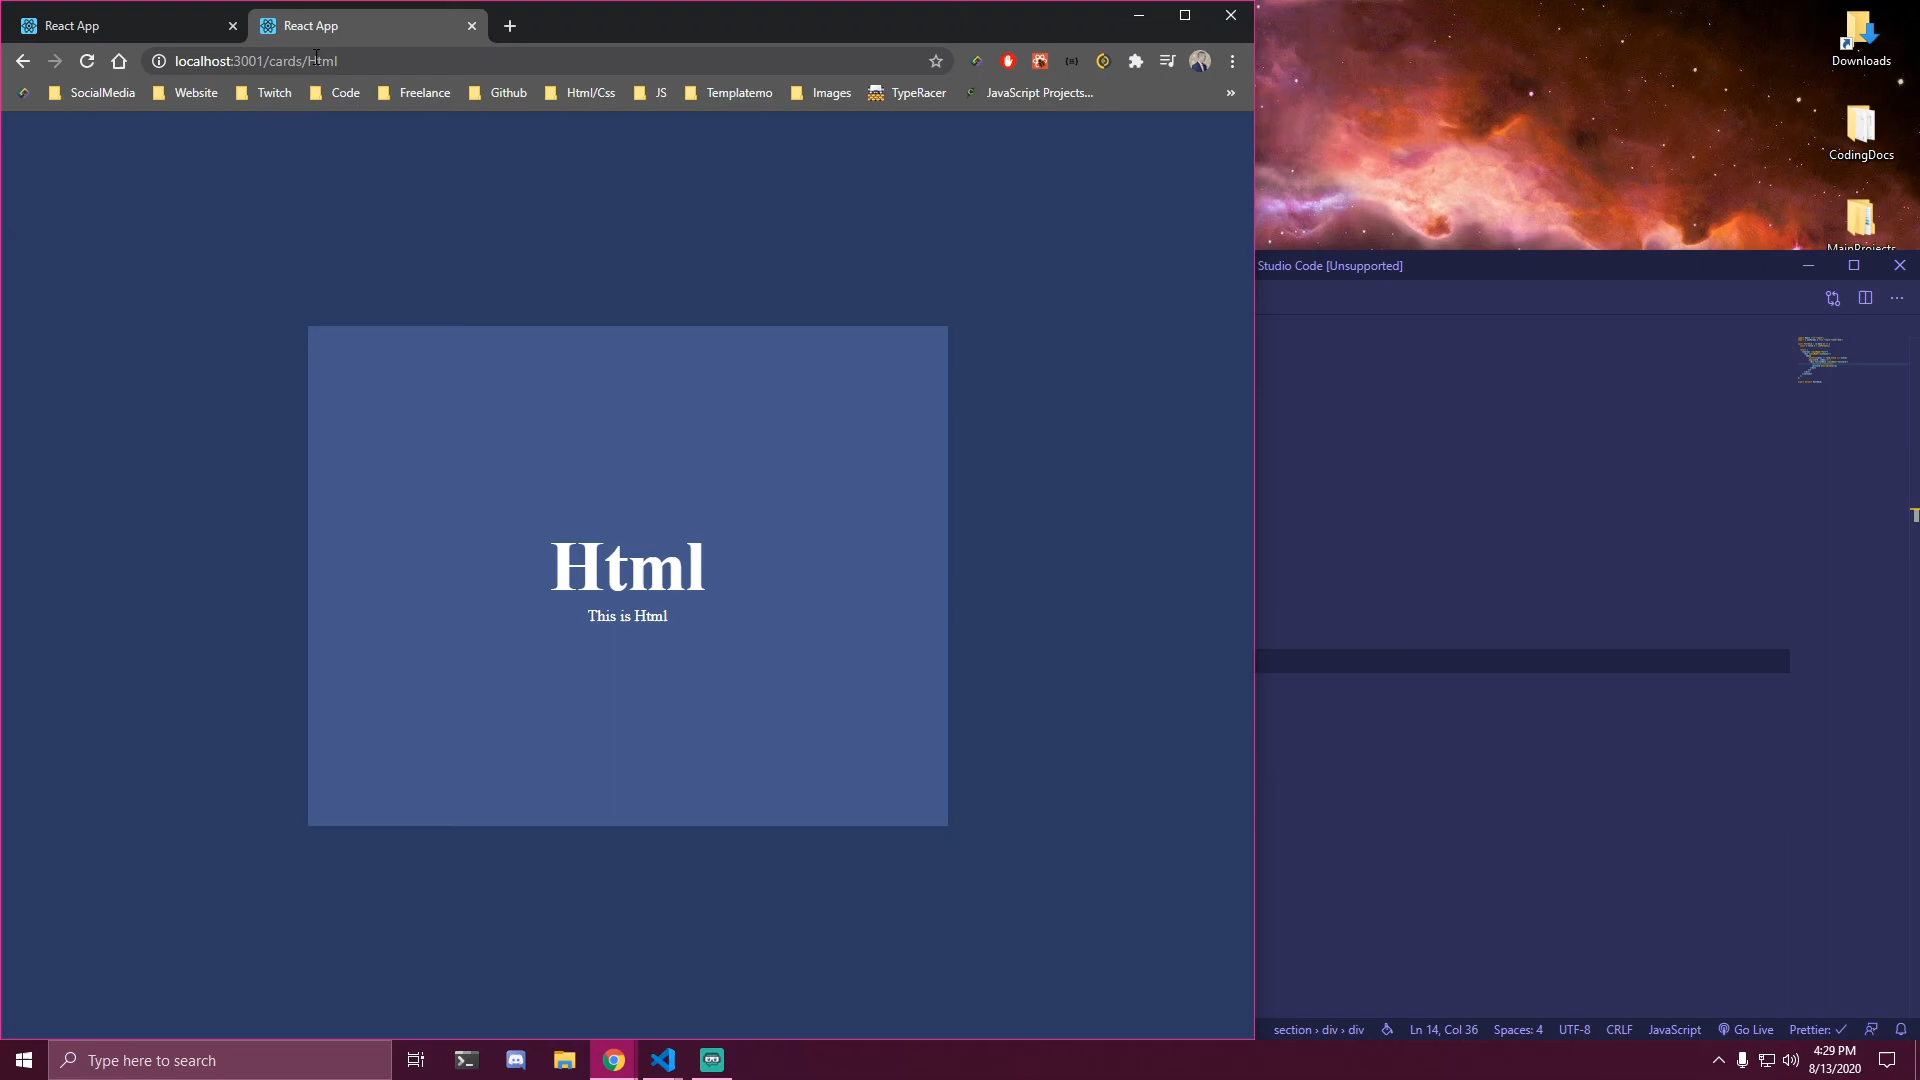 React App
React App
localhost:3001/cards/Html
SocialMedia
Website
Twitch
Code
Freelance
Github
Html/Css
JS
Templatemo
Images
TypeRacer
JavaScript Projects...
»
Html
This is Html
Downloads
CodingDocs
MainProjects
Studio Code [Unsupported]
section › div › div
Ln 14, Col 36
Spaces: 4
UTF-8
CRLF
JavaScript
Go Live
Prettier: ✓
Type here to search
4:29 PM
8/13/2020